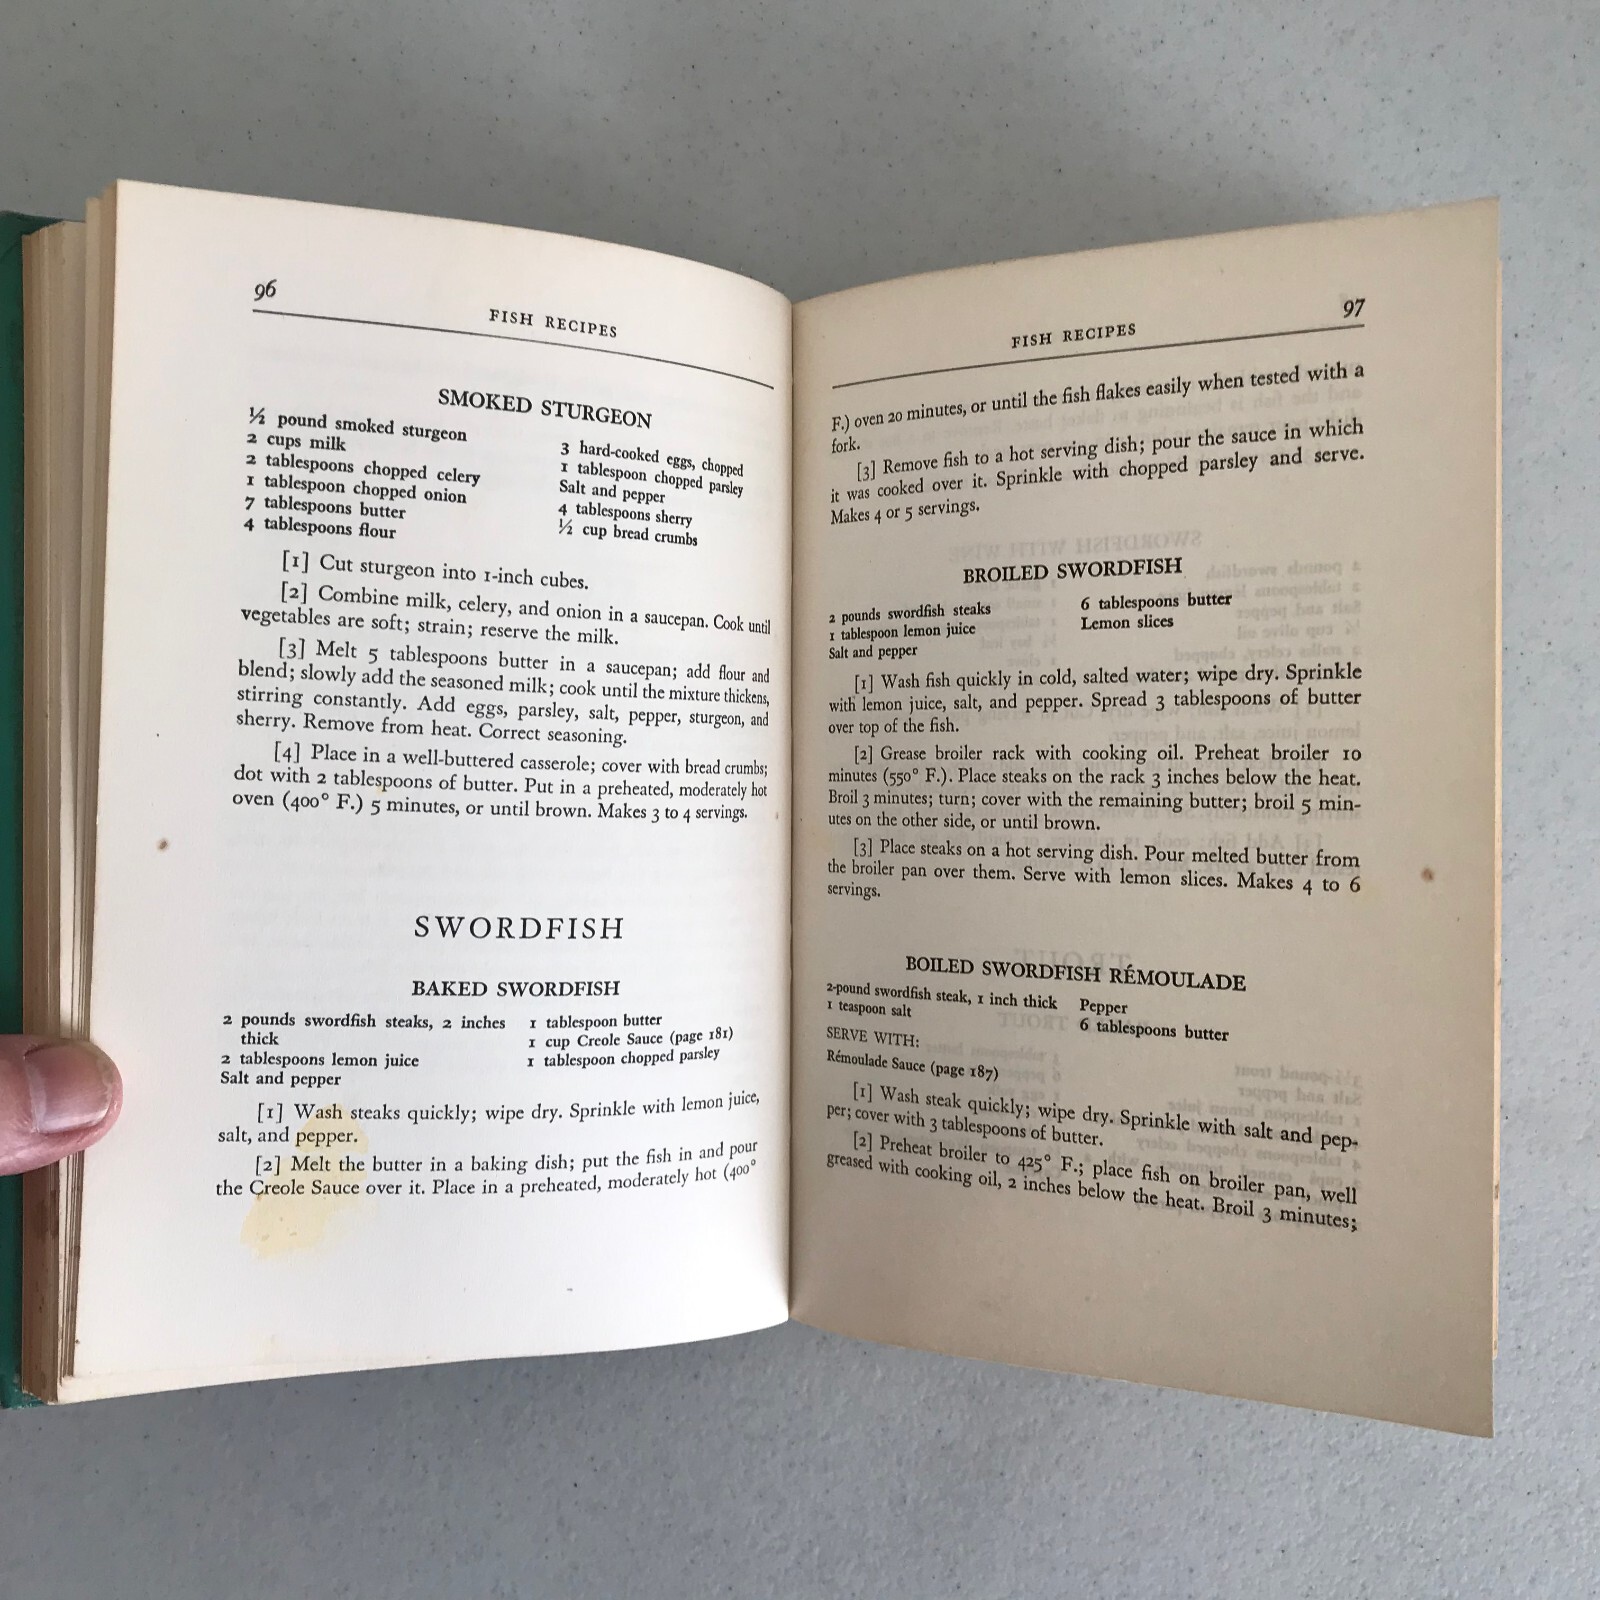 96
FISH RECIPES
SMOKED STURGEON
½ pound smoked sturgeon
2 cups milk
2 tablespoons chopped celery
1 tablespoon chopped onion
7 tablespoons butter
4 tablespoons flour
3 hard-cooked eggs, chopped
1 tablespoon chopped parsley
Salt and pepper
4 tablespoons sherry
½ cup bread crumbs
[1] Cut sturgeon into 1-inch cubes.
[2] Combine milk, celery, and onion in a saucepan. Cook until
vegetables are soft; strain; reserve the milk.
[3] Melt 5 tablespoons butter in a saucepan; add flour and
blend; slowly add the seasoned milk; cook until the mixture thickens,
stirring constantly. Add eggs, parsley, salt, pepper, sturgeon, and
sherry. Remove from heat. Correct seasoning.
[4] Place in a well-buttered casserole; cover with bread crumbs;
dot with 2 tablespoons of butter. Put in a preheated, moderately hot
oven (400° F.) 5 minutes, or until brown. Makes 3 to 4 servings.
SWORDFISH
BAKED SWORDFISH
2 pounds swordfish steaks, 2 inches
thick
2 tablespoons lemon juice
Salt and pepper
1 tablespoon butter
1 cup Creole Sauce (page 181)
1 tablespoon chopped parsley
[1] Wash steaks quickly; wipe dry. Sprinkle with lemon juice,
salt, and pepper.
[2] Melt the butter in a baking dish; put the fish in and pour
the Creole Sauce over it. Place in a preheated, moderately hot (400°
97
FISH RECIPES
F.) oven 20 minutes, or until the fish flakes easily when tested with a
fork.
[3] Remove fish to a hot serving dish; pour the sauce in which
it was cooked over it. Sprinkle with chopped parsley and serve.
Makes 4 or 5 servings.
BROILED SWORDFISH
2 pounds swordfish steaks
1 tablespoon lemon juice
Salt and pepper
6 tablespoons butter
Lemon slices
[1] Wash fish quickly in cold, salted water; wipe dry. Sprinkle
with lemon juice, salt, and pepper. Spread 3 tablespoons of butter
over top of the fish.
[2] Grease broiler rack with cooking oil. Preheat broiler 10
minutes (550° F.). Place steaks on the rack 3 inches below the heat.
Broil 3 minutes; turn; cover with the remaining butter; broil 5 min-
utes on the other side, or until brown.
[3] Place steaks on a hot serving dish. Pour melted butter from
the broiler pan over them. Serve with lemon slices. Makes 4 to 6
servings.
BOILED SWORDFISH RÉMOULADE
2-pound swordfish steak, 1 inch thick
1 teaspoon salt
Pepper
6 tablespoons butter
SERVE WITH:
Rémoulade Sauce (page 187)
[1] Wash steak quickly; wipe dry. Sprinkle with salt and pep-
per; cover with 3 tablespoons of butter.
[2] Preheat broiler to 425° F.; place fish on broiler pan, well
greased with cooking oil, 2 inches below the heat. Broil 3 minutes;